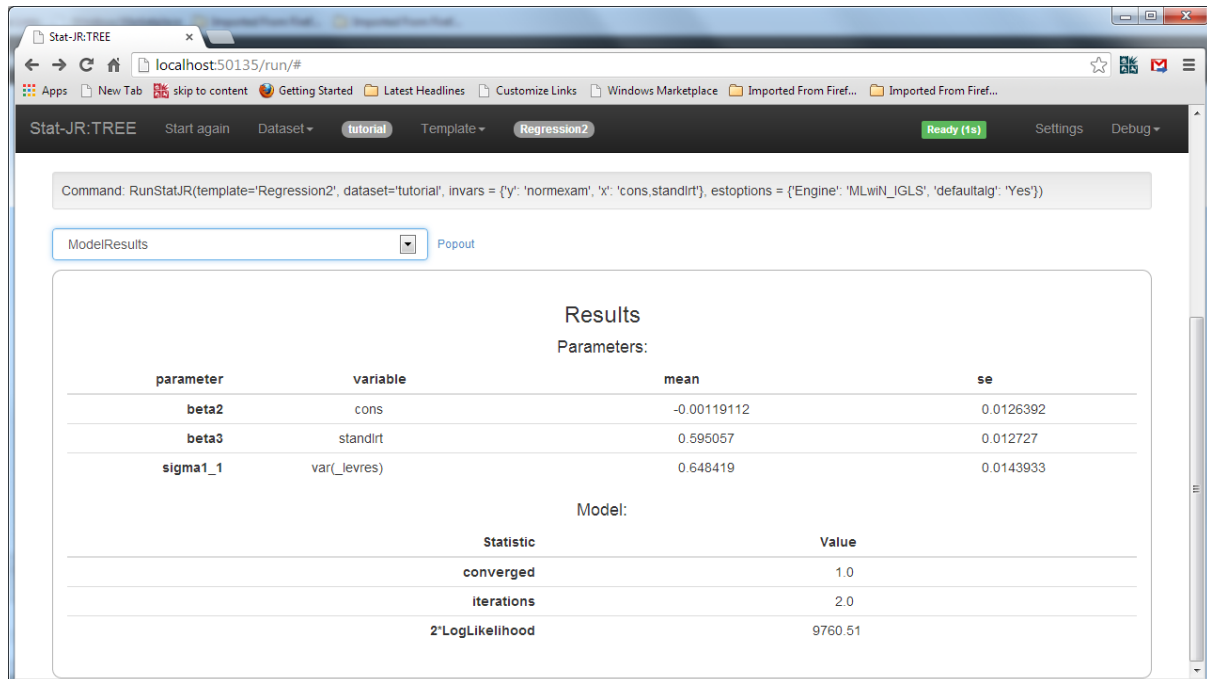 Stat-JR:TREE
localhost:50135/run/#
Apps New Tab skip to content Getting Started Latest Headlines Customize Links Windows Marketplace Imported From Firef... Imported From Firef...
Stat-JR:TREE Start again Dataset tutorial Template Regression2 Ready (1s) Settings Debug
Command: RunStatJR(template='Regression2', dataset='tutorial', invars = {'y': 'normexam', 'x': 'cons,standlrt'}, estoptions = {'Engine': 'MLwiN_IGLS', 'defaultalg': 'Yes'})
ModelResults Popout
Results
Parameters:
parameter variable mean se
beta2 cons -0.00119112 0.0126392
beta3 standlrt 0.595057 0.012727
sigma1_1 var(_levres) 0.648419 0.0143933
Model:
Statistic Value
converged 1.0
iterations 2.0
2*LogLikelihood 9760.51